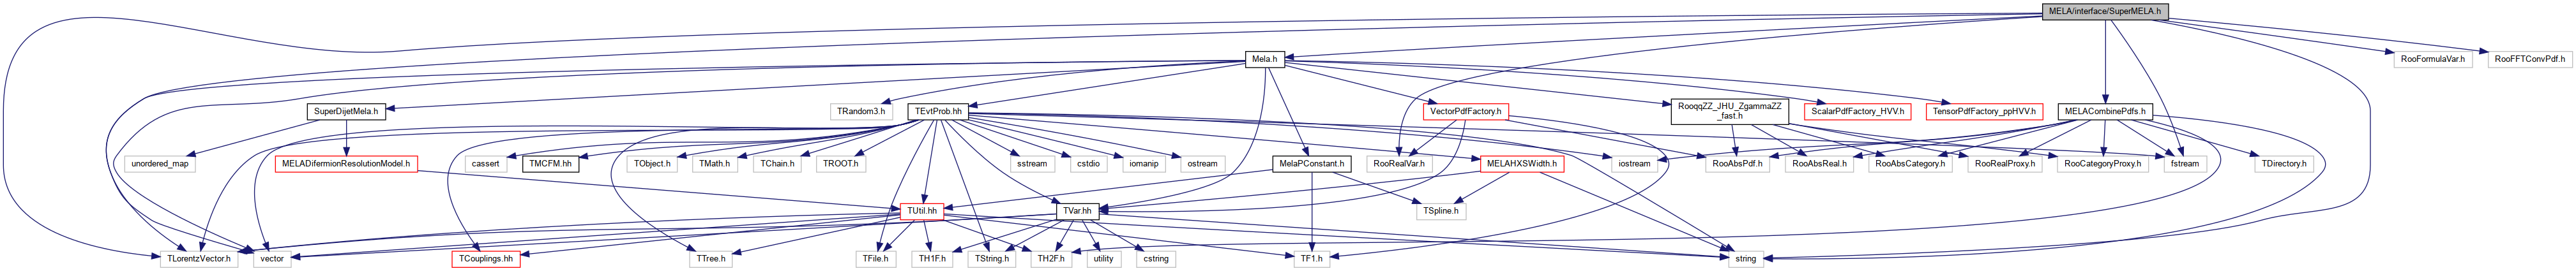 MELA/interface/SuperMELA.h
Mela.h
RooFormulaVar.h
RooFFTConvPdf.h
SuperDijetMela.h
TRandom3.h
TEvtProb.hh
VectorPdfFactory.h
RooqqZZ_JHU_ZgammaZZ
_fast.h
ScalarPdfFactory_HVV.h
TensorPdfFactory_ppHVV.h
MELACombinePdfs.h
unordered_map
MELADifermionResolutionModel.h
cassert
TMCFM.hh
TObject.h
TMath.h
TChain.h
TROOT.h
sstream
cstdio
iomanip
ostream
MelaPConstant.h
RooRealVar.h
MELAHXSWidth.h
iostream
RooAbsPdf.h
RooAbsReal.h
RooAbsCategory.h
RooRealProxy.h
RooCategoryProxy.h
fstream
TDirectory.h
TUtil.hh
TVar.hh
TSpline.h
TLorentzVector.h
vector
TCouplings.hh
TTree.h
TFile.h
TH1F.h
TString.h
TH2F.h
utility
cstring
TF1.h
string